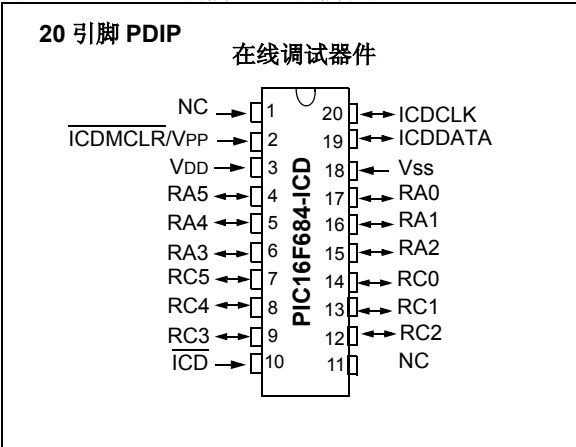 20 引脚 PDIP
在线调试器件
NC 1 20 ICDCLK
ICDMCLR/VPP 2 19 ICDDATA
VDD 3 18 Vss
RA5 4 17 RA0
RA4 5 16 RA1
RA3 6 15 RA2
RC5 7 14 RC0
RC4 8 13 RC1
RC3 9 12 RC2
ICD 10 11 NC
PIC16F684-ICD